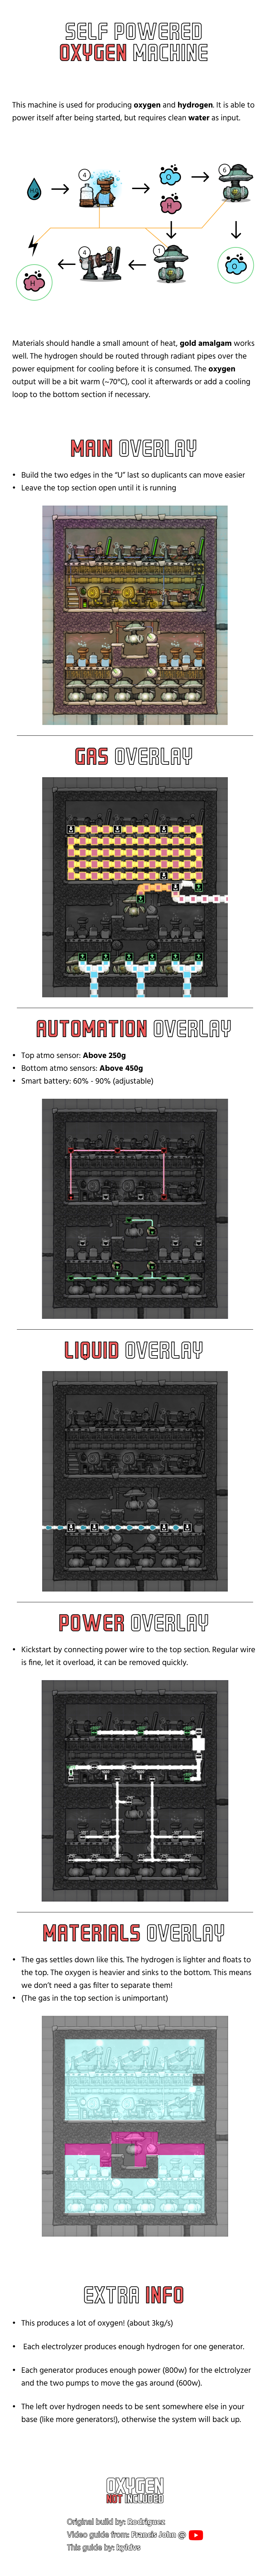 SELF POWERED
OXYGEN MACHINE
This machine is used for producing oxygen and hydrogen. It is able to
power itself after being started, but requires clean water as input.
4
O
6
H
H
4
1
O
Materials should handle a small amount of heat, gold amalgam works
well. The hydrogen should be routed through radiant pipes over the
power equipment for cooling before it is consumed. The oxygen
output will be a bit warm (~70°C), cool it afterwards or add a cooling
loop to the bottom section if necessary.
MAIN OVERLAY
• Build the two edges in the “U” last so duplicants can move easier
• Leave the top section open until it is running
GAS OVERLAY
AUTOMATION OVERLAY
• Top atmo sensor: Above 250g
• Bottom atmo sensors: Above 450g
• Smart battery: 60% - 90% (adjustable)
LIQUID OVERLAY
POWER OVERLAY
• Kickstart by connecting power wire to the top section. Regular wire
is fine, let it overload, it can be removed quickly.
MATERIALS OVERLAY
• The gas settles down like this. The hydrogen is lighter and floats to
the top. The oxygen is heavier and sinks to the bottom. This means
we don’t need a gas filter to separate them!
• (The gas in the top section is unimportant)
EXTRA INFO
• This produces a lot of oxygen! (about 3kg/s)
• Each electrolyzer produces enough hydrogen for one generator.
• Each generator produces enough power (800w) for the elctrolyzer
and the two pumps to move the gas around (600w).
• The left over hydrogen needs to be sent somewhere else in your
base (like more generators!), otherwise the system will back up.
OXYGEN
NOT INCLUDED
Original build by: Rodriguez
Video guide from: Francis John @
This guide by: